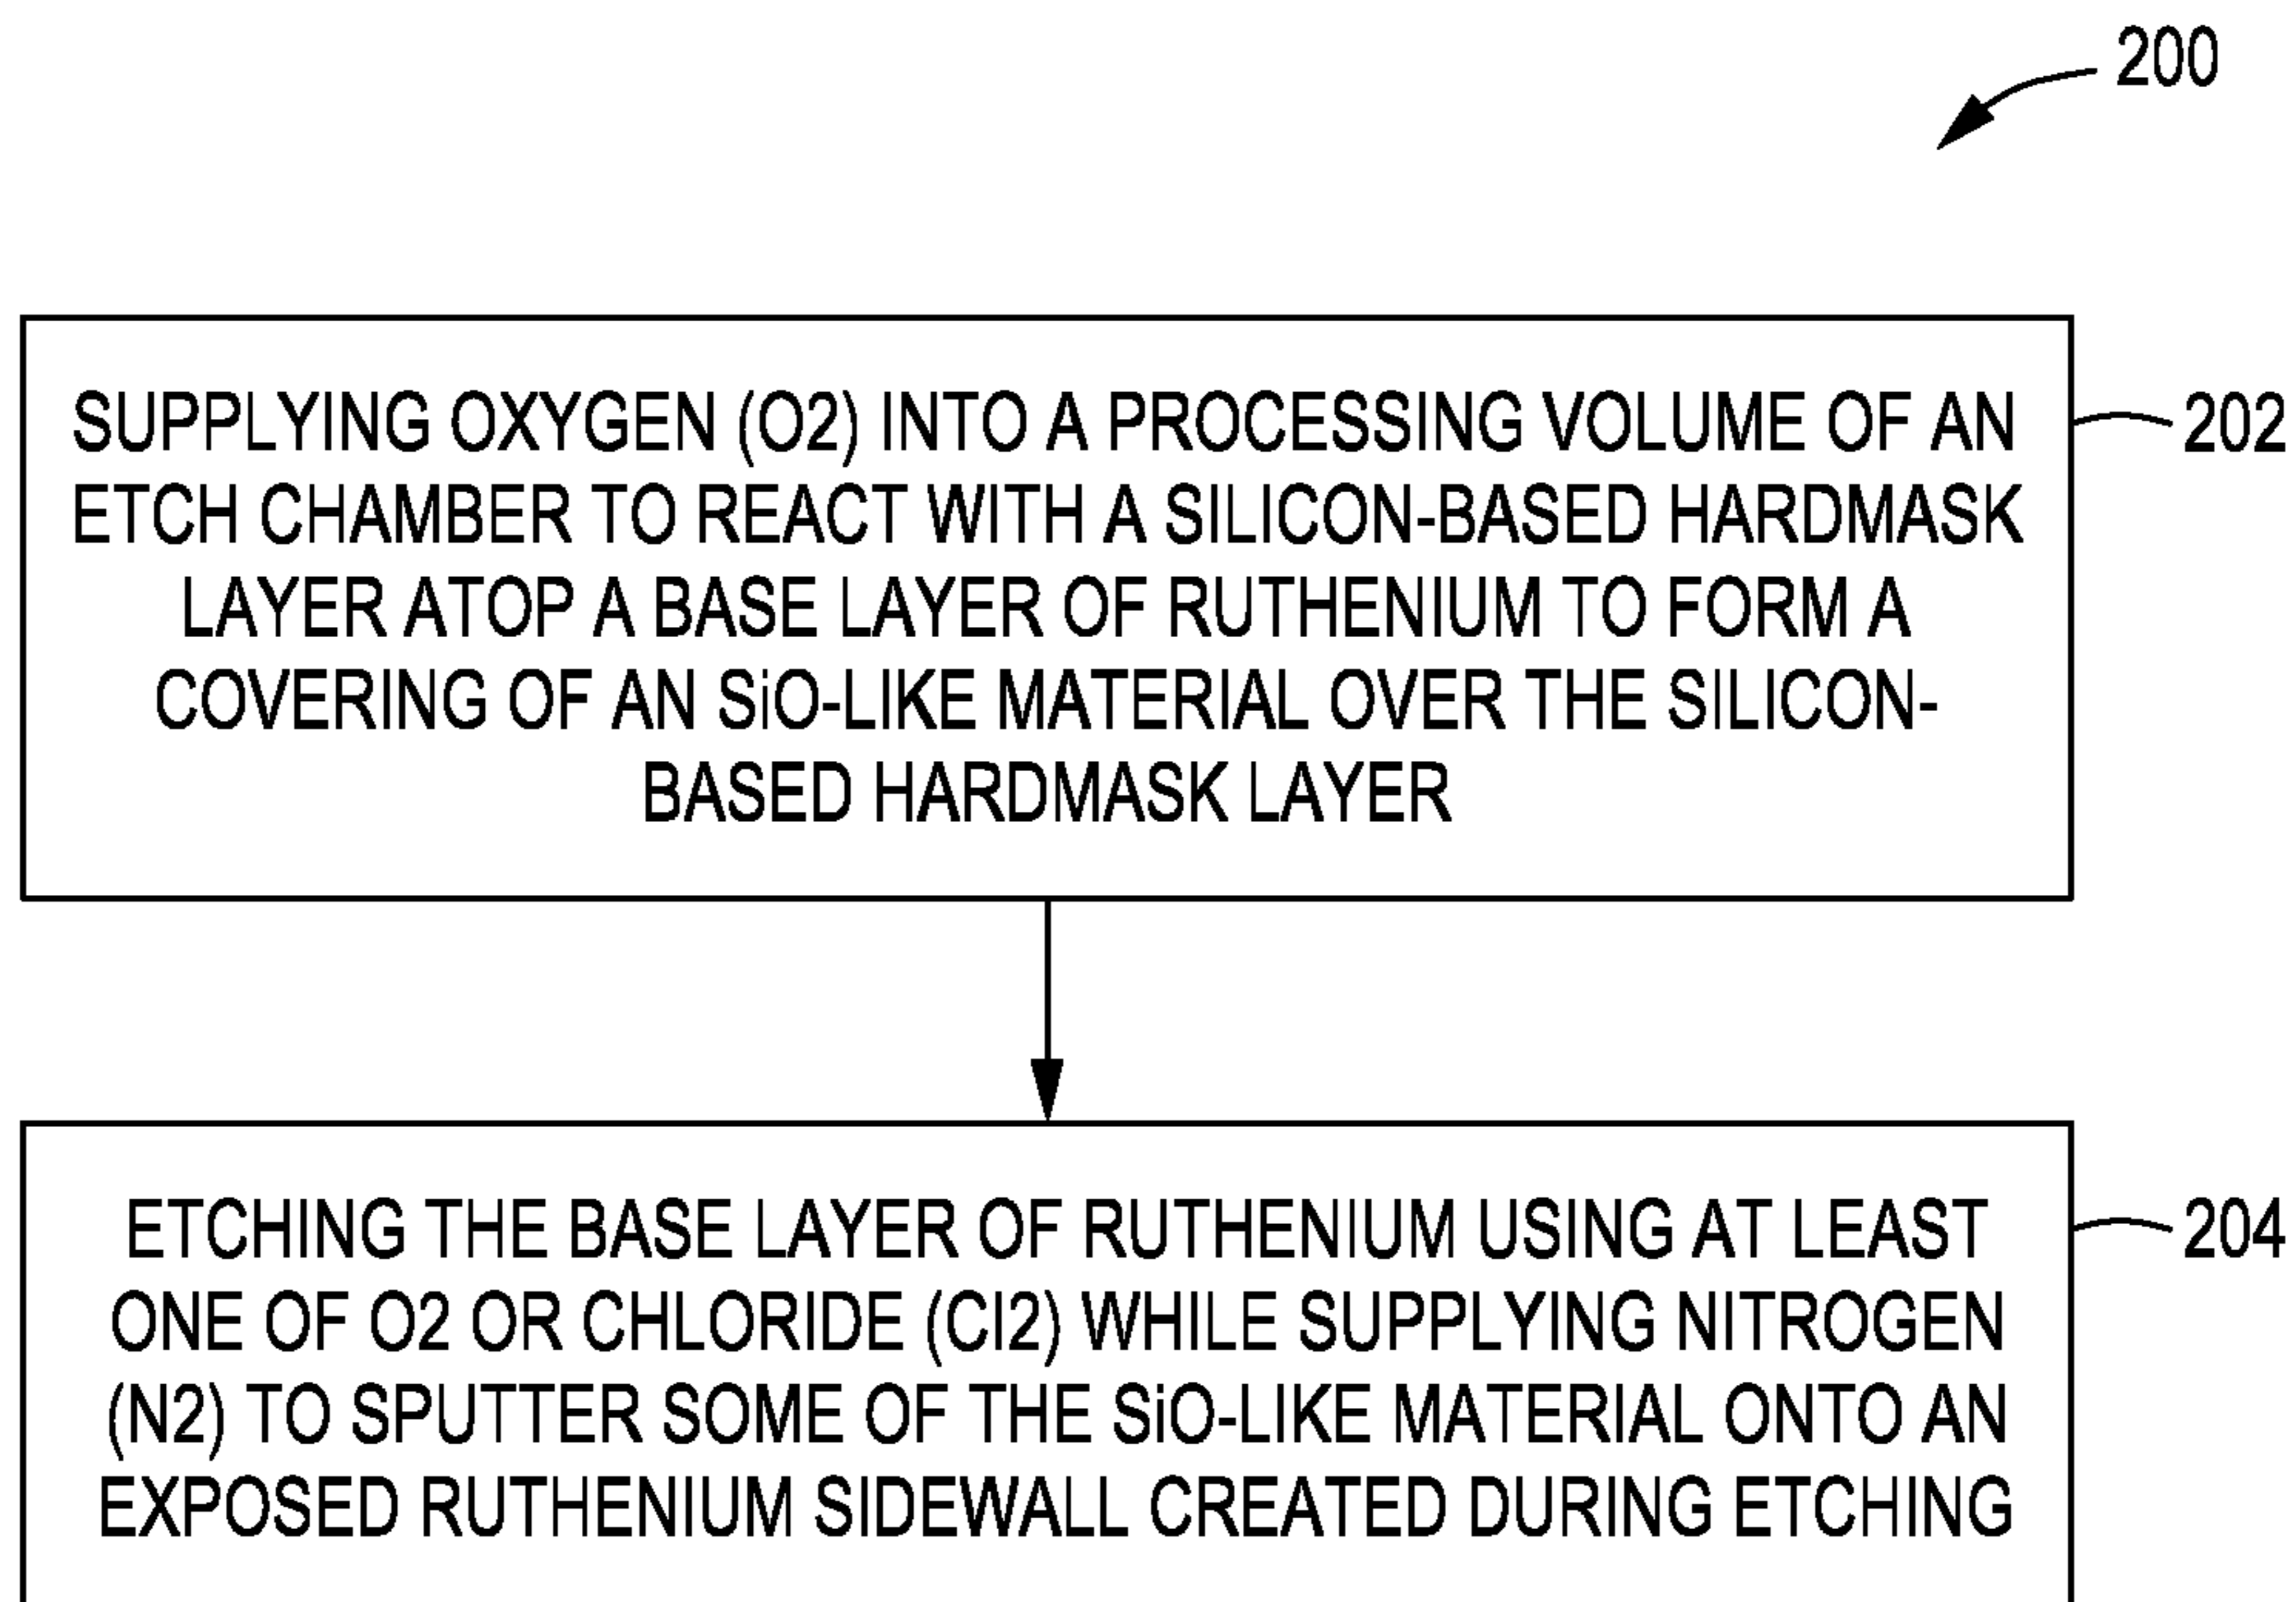 200
SUPPLYING OXYGEN (O2) INTO A PROCESSING VOLUME OF AN
ETCH CHAMBER TO REACT WITH A SILICON-BASED HARDMASK
LAYER ATOP A BASE LAYER OF RUTHENIUM TO FORM A
COVERING OF AN SiO-LIKE MATERIAL OVER THE SILICON-
BASED HARDMASK LAYER
202
ETCHING THE BASE LAYER OF RUTHENIUM USING AT LEAST
ONE OF O2 OR CHLORIDE (Cl2) WHILE SUPPLYING NITROGEN
(N2) TO SPUTTER SOME OF THE SiO-LIKE MATERIAL ONTO AN
EXPOSED RUTHENIUM SIDEWALL CREATED DURING ETCHING
204